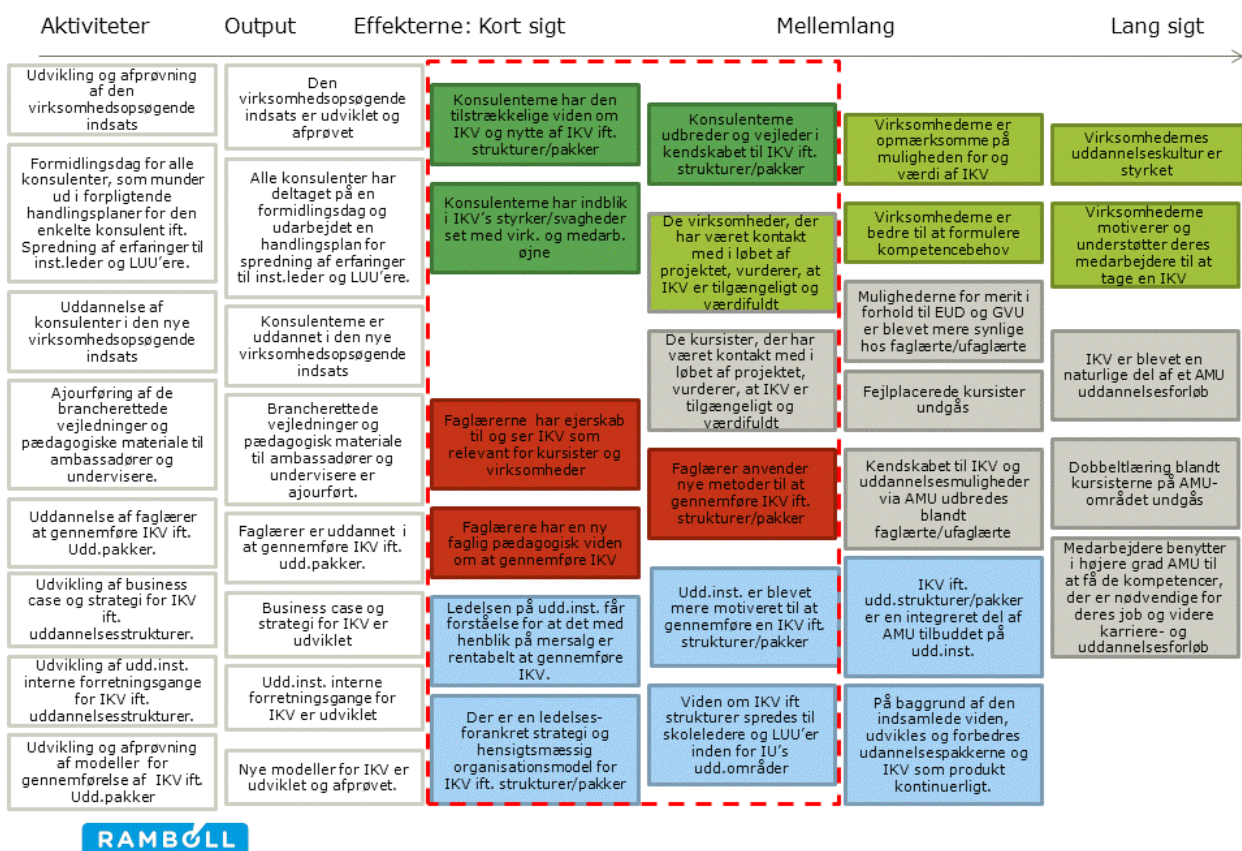 Aktiviteter
Output
Effekterne: Kort sigt
Mellemlang
Lang sigt
Udvikling og afprøvning
af den
virksomhedsopsøgende
indsats
Formidlingsdag for alle
konsulenter, som munder
ud i forpligtende
handlingsplaner for den
enkelte konsulent ift.
Spredning af erfaringer til
inst.leder og LUU'ere.
Uddannelse af
konsulenter i den nye
virksomhedsopsøgende
indsats
Ajourføring af de
brancherettede
vejledninger og
pædagogiske materiale til
ambassadører og
undervisere.
Uddannelse af faglærer
at gennemføre IKV ift.
Udd.pakker.
Udvikling af business
case og strategi for IKV
ift.
uddannelsesstrukturer.
Udvikling af udd.inst.
interne forretningsgange
for IKV ift.
uddannelsesstrukturer.
Udvikling og afprøvning
af modeller for
gennemførelse af IKV ift.
Udd.pakker
Den
virksomhedsopsøgende
indsats er udviklet og
afprøvet
Alle konsulenter har
deltaget på en
formidlingsdag og
udarbejdet en
handlingsplan for
spredning af erfaringer
til inst.leder og LUU'ere.
Konsulenterne er
uddannet i den nye
virksomhedsopsøgende
indsats
Brancherettede
vejledninger og
pædagogisk materiale
til ambassadører og
undervisere er
ajourført.
Faglærer er uddannet i
at gennemføre IKV ift.
udd.pakker.
Business case og
strategi for IKV er
udviklet
Udd.inst. interne
forretningsgange for
IKV er udviklet
Nye modeller for IKV er
udviklet og afprøvet.
Konsulenterne har den
tilstrækkelige viden om
IKV og nytte af IKV ift.
strukturer/pakker
Konsulenterne har indblik
i IKV's styrker/svagheder
set med virk. og medarb.
øjne
Faglærerne har ejerskab
til og ser IKV som
relevant for kursister og
virksomheder
Faglærere har en ny
faglig pædagogisk viden
om at gennemføre IKV
Ledelsen på udd.inst. får
forståelse for at det med
henblik på mersalg er
rentabelt at gennemføre
IKV.
Der er en ledelses-
forankret strategi og
hensigtsmæssig
organisationsmodel for
IKV ift. strukturer/pakker
Konsulenterne
udbreder og vejleder i
kendskabet til IKV ift.
strukturer/pakker
De virksomheder, der
har været kontakt
med i løbet af
projektet, vurderer, at
IKV er tilgængeligt og
værdifuldt
De kursister, der har
været kontakt med i
løbet af projektet,
vurderer, at IKV er
tilgængeligt og
værdifuldt
Faglærer anvender
nye metoder til at
gennemføre IKV ift.
strukturer/pakker
Udd.inst. er blevet
mere motiveret til at
gennemføre en IKV ift.
strukturer/pakker
Viden om IKV ift
strukturer spredes til
skoleledere og LUU'er
inden for IU's
udd.områder
Virksomhederne er
opmærksomme på
muligheden for og
værdi af IKV
Virksomhederne er
bedre til at formulere
kompetencebehov
Mulighederne for merit i
forhold til EUD og GVU
er blevet mere synlige
hos faglærte/ufaglærte
Fejlplacerede kursister
undgås
Kendskabet til IKV og
uddannelsesmuligheder
via AMU udbredes
blandt
faglærte/ufaglærte
IKV ift.
udd.strukturer/pakker
er en integreret del af
AMU tilbuddet på
udd.inst.
På baggrund af den
indsamlede viden,
udvikles og forbedres
udannelsespakkerne og
IKV som produkt
kontinuerligt.
Virksomhedernes
uddannelseskultur er
styrket
Virksomhederne
motiverer og
understøtter deres
medarbejdere til at
tage en IKV
IKV er blevet en
naturlige del af et AMU
uddannelsesforløb
Dobbeltlæring blandt
kursisterne på AMU-
området undgås
Medarbejdere benytter
i højere grad AMU til
at få de kompetencer,
der er nødvendige for
deres job og videre
karriere- og
uddannelsesforløb
RAMBOLL